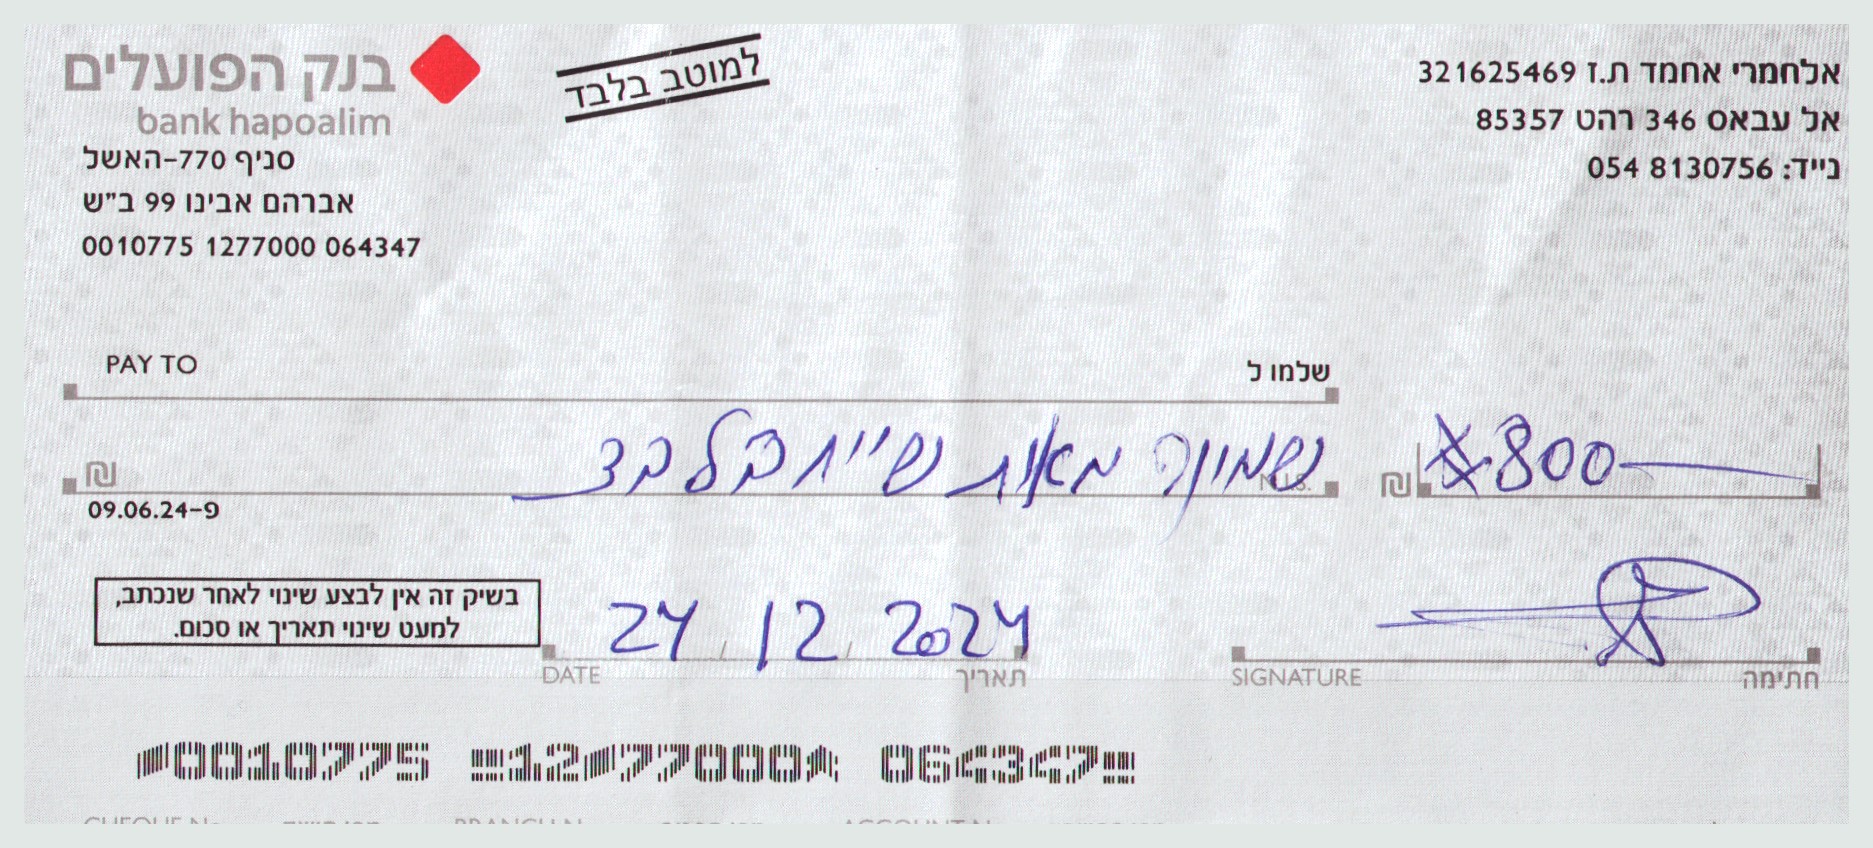 בנק הפועלים
bank hapoalim
סניף 770-האשל
אברהם אבינו 99 ב"ש
0010775 1277000 064347
למוטב בלבד
אלחמרי אחמד ת.ז 321625469
אל עבאס 346 רהט 85357
נייד: 054 8130756
PAY TO שלמו ל
₪ 800
שמונה מאות ש"ח בלבד N.I.S. ₪
פ-09.06.24
בשיק זה אין לבצע שינוי לאחר שנכתב,
למעט שינוי תאריך או סכום.
24 / 12 / 2024
DATE תאריך
SIGNATURE חתימה
0010775 1277000 064347